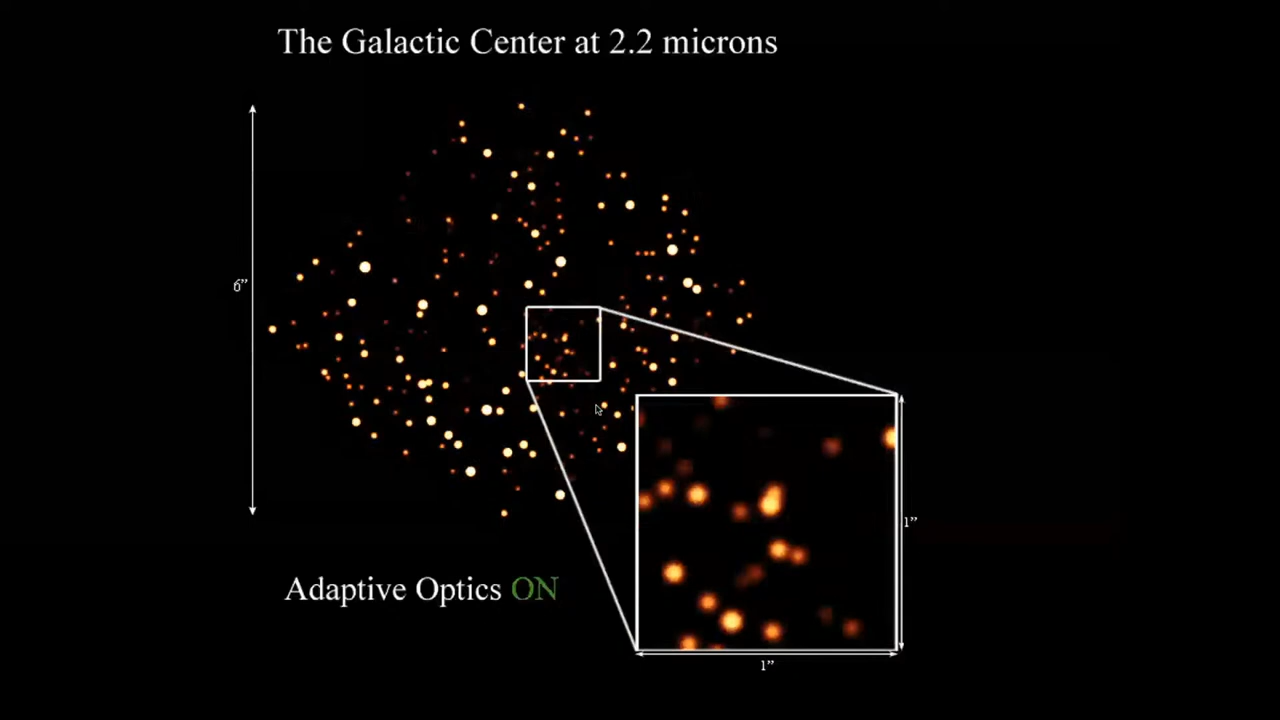 The Galactic Center at 2.2 microns
6”
1”
Adaptive Optics ON
1”